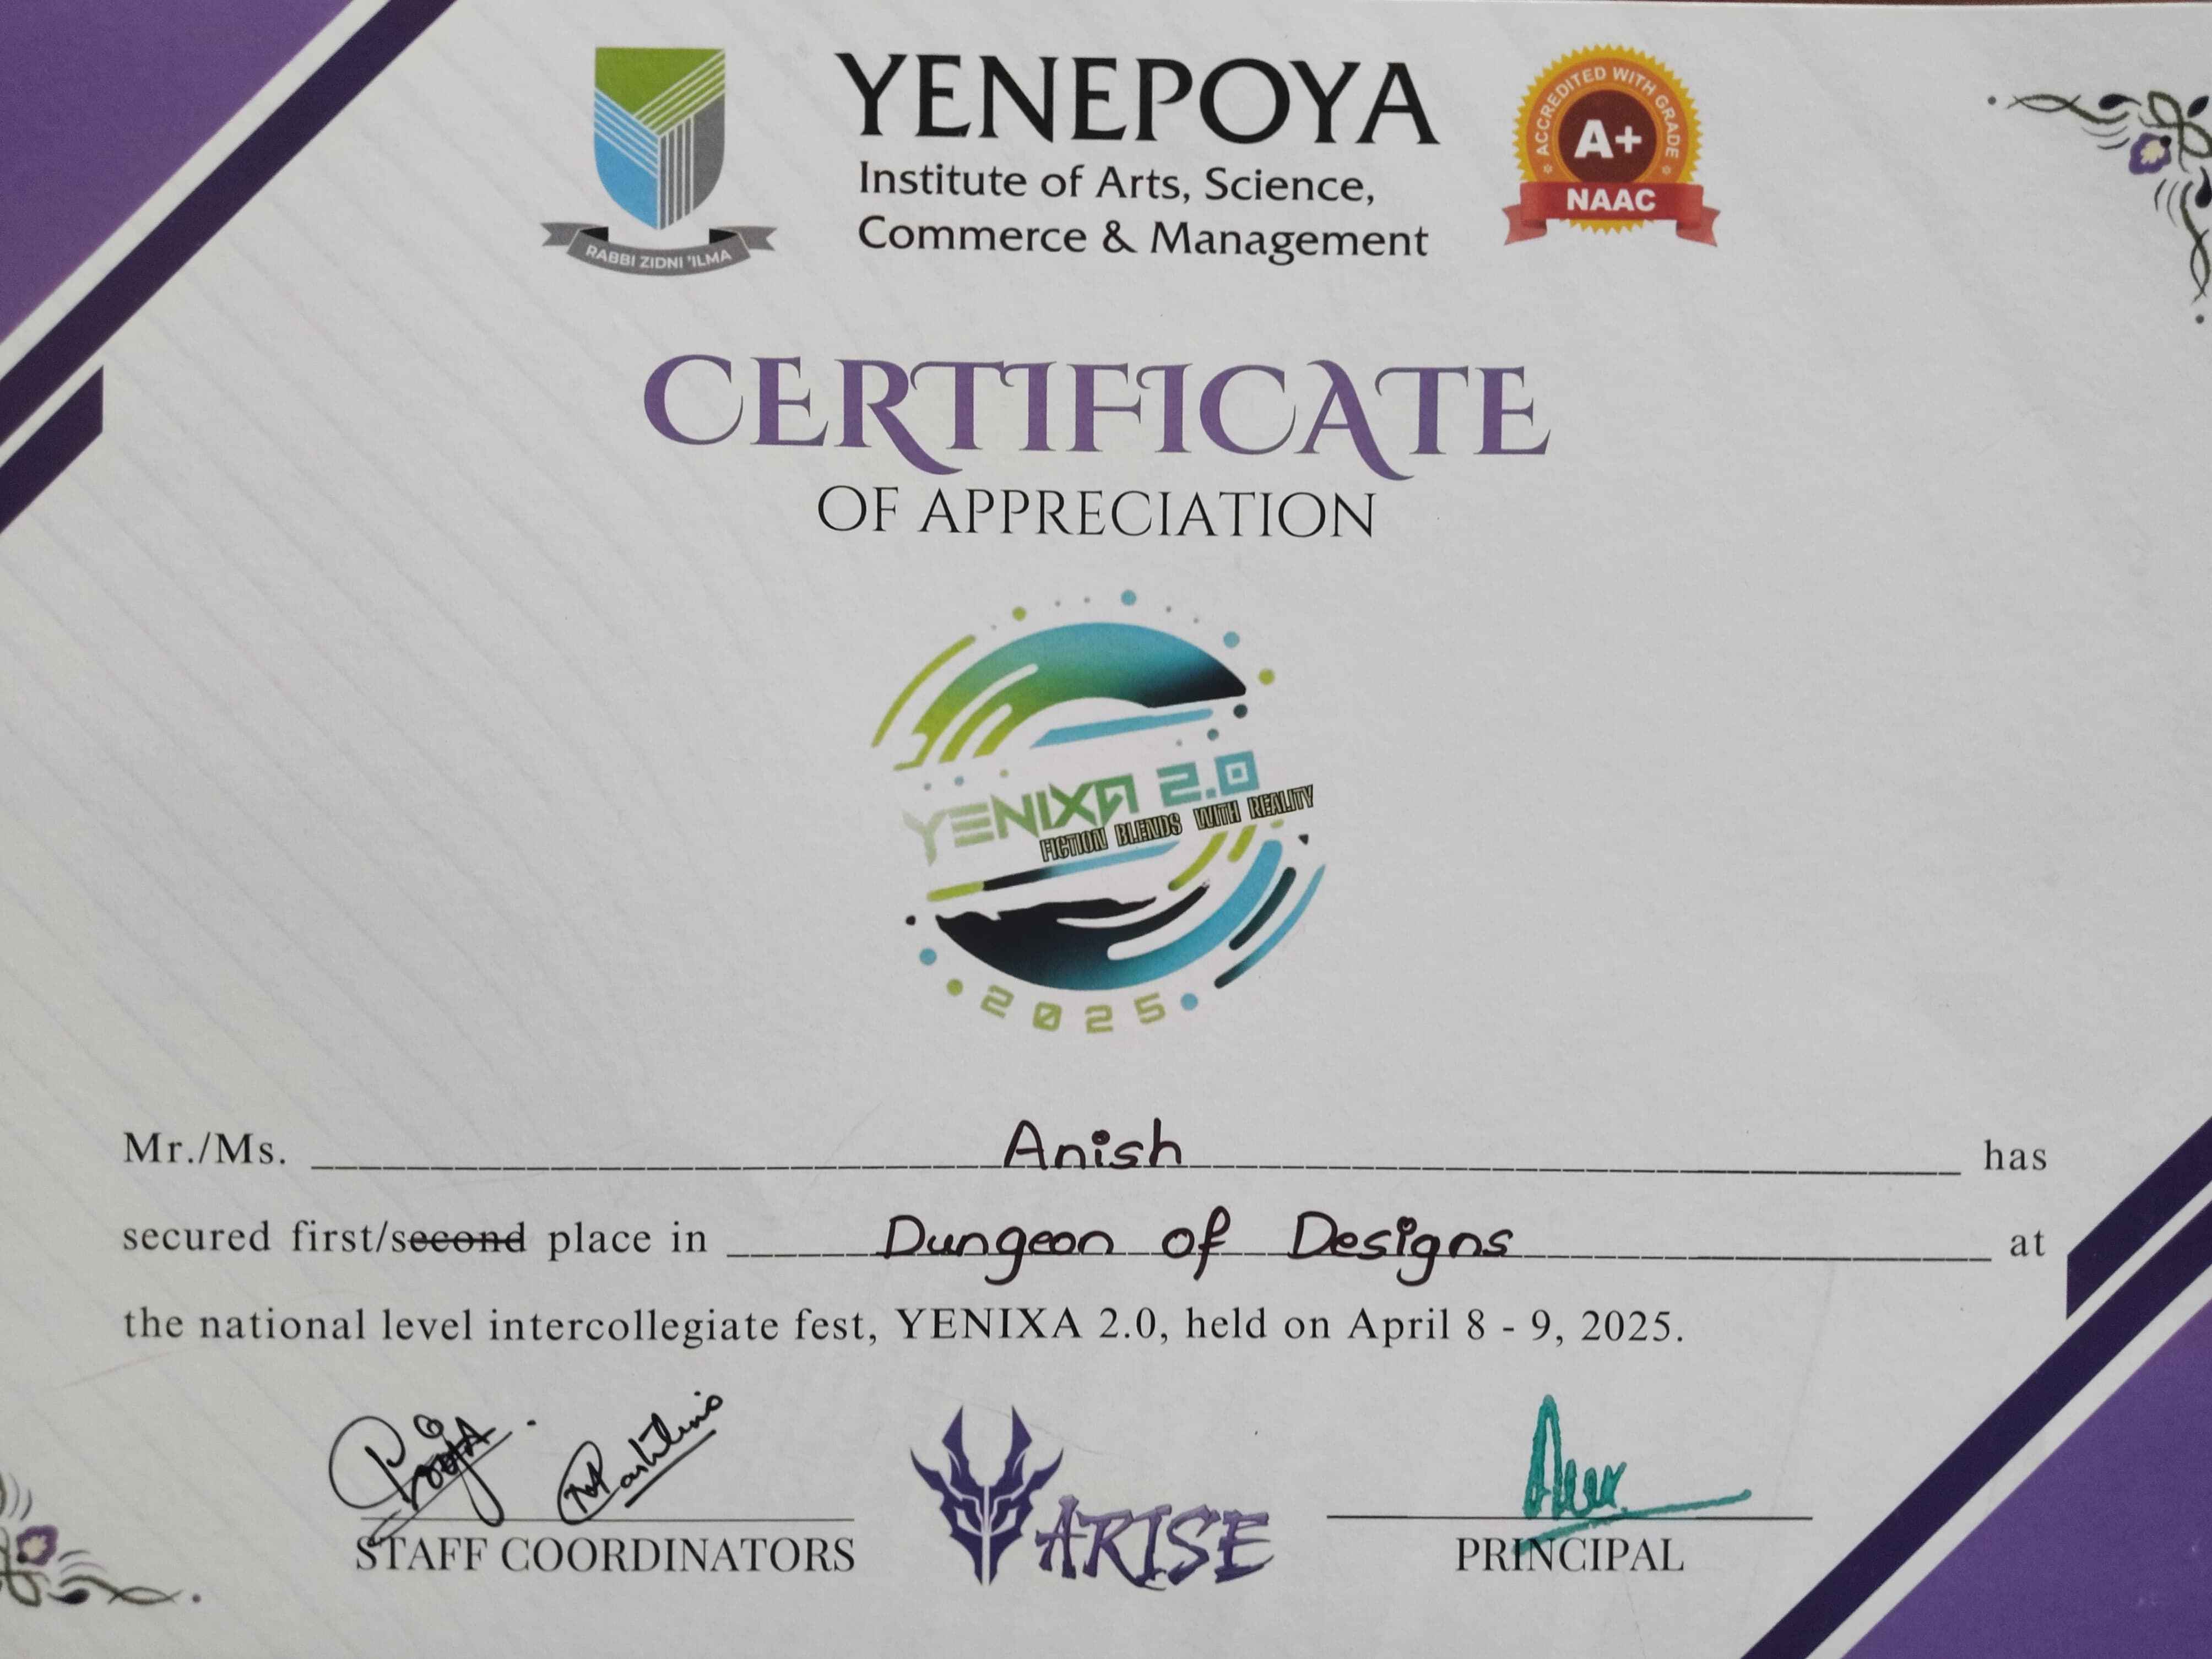 YENEPOYA
Institute of Arts, Science,
Commerce & Management
RABBI ZIDNI 'ILMA
ACCREDITED WITH GRADE
A+
NAAC
CERTIFICATE
OF APPRECIATION
YENIXA 2.0
FICTION BLENDS WITH REALITY
2025
Mr./Ms. Anish has
secured first/second place in Dungeon of Designs at
the national level intercollegiate fest, YENIXA 2.0, held on April 8 - 9, 2025.
STAFF COORDINATORS
ARISE
PRINCIPAL